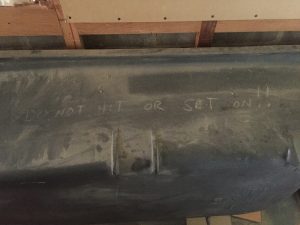 DO NOT HIT OR SET ON!!